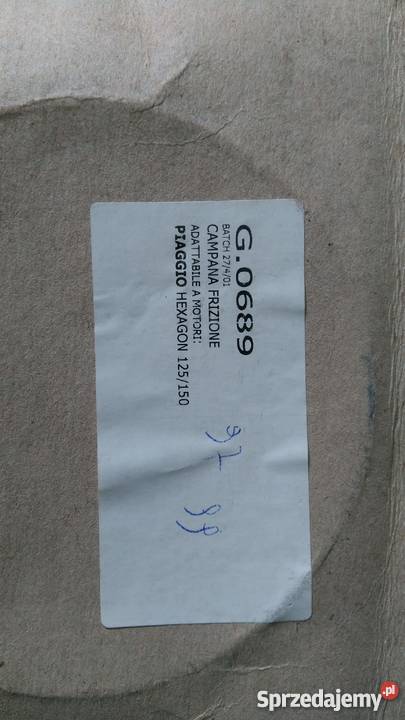 G.0689
BATCH 27/4/01
CAMPANA FRIZIONE
ADATTABILE A MOTORI:
PIAGGIO HEXAGON 125/150
Sprzedajemy.pl